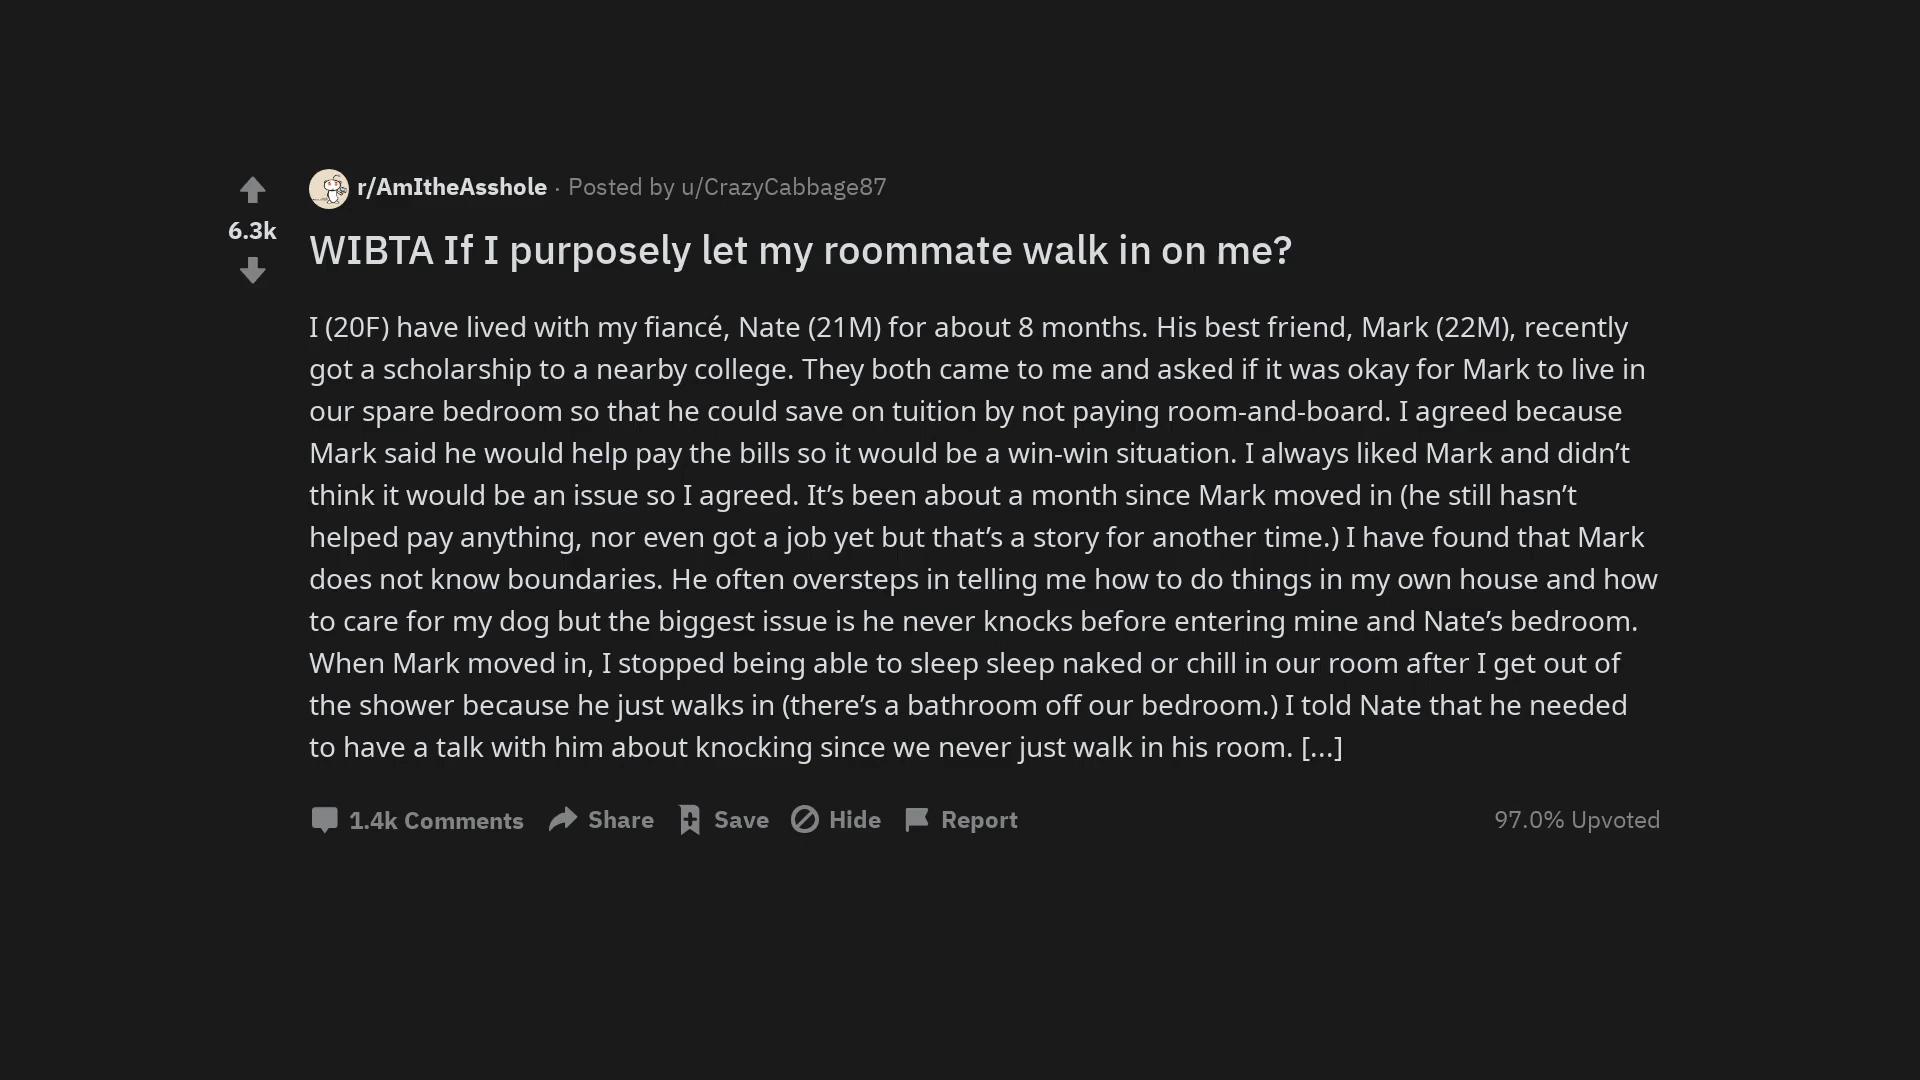 r/AmItheAsshole · Posted by u/CrazyCabbage87
6.3k
WIBTA If I purposely let my roommate walk in on me?
I (20F) have lived with my fiancé, Nate (21M) for about 8 months. His best friend, Mark (22M), recently
got a scholarship to a nearby college. They both came to me and asked if it was okay for Mark to live in
our spare bedroom so that he could save on tuition by not paying room-and-board. I agreed because
Mark said he would help pay the bills so it would be a win-win situation. I always liked Mark and didn’t
think it would be an issue so I agreed. It’s been about a month since Mark moved in (he still hasn’t
helped pay anything, nor even got a job yet but that’s a story for another time.) I have found that Mark
does not know boundaries. He often oversteps in telling me how to do things in my own house and how
to care for my dog but the biggest issue is he never knocks before entering mine and Nate’s bedroom.
When Mark moved in, I stopped being able to sleep sleep naked or chill in our room after I get out of
the shower because he just walks in (there’s a bathroom off our bedroom.) I told Nate that he needed
to have a talk with him about knocking since we never just walk in his room. [...]
1.4k Comments Share Save Hide Report 97.0% Upvoted